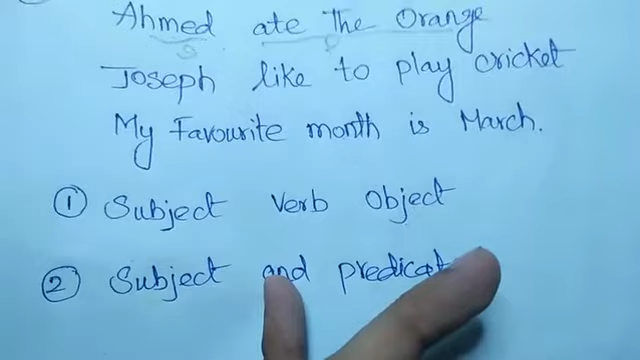 Ahmed ate the Orange
Joseph like to play cricket
My Favourite month is March.
① Subject Verb Object
② Subject and predicat